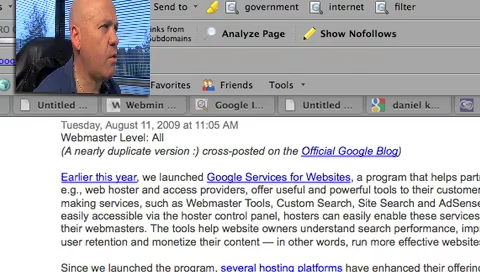 Send to government internet filter
nks from
Subdomains Analyze Page Show Nofollows
Favorites Friends Tools
Untitled Webmin Google I... Untitled daniel k...
Tuesday, August 11, 2009 at 11:05 AM
Webmaster Level: All
(A nearly duplicate version :) cross-posted on the Official Google Blog)
Earlier this year, we launched Google Services for Websites, a program that helps part
e.g., web hoster and access providers, offer useful and powerful tools to their customer
making services, such as Webmaster Tools, Custom Search, Site Search and AdSense
easily accessible via the hoster control panel, hosters can easily enable these services
their webmasters. The tools help website owners understand search performance, imp
user retention and monetize their content — in other words, run more effective websites
Since we launched the program, several hosting platforms have enhanced their offering